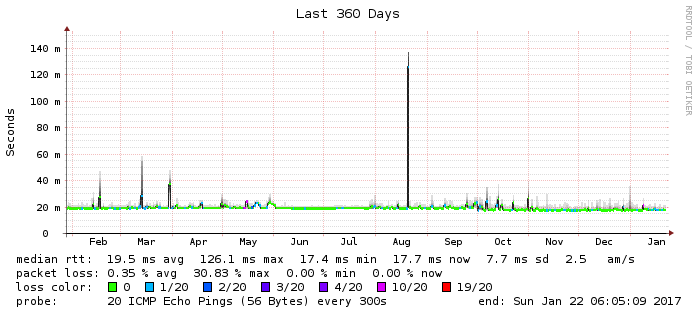 Last 360 Days
RRDTOOL / TOBI OETIKER
Seconds
140 m
120 m
100 m
80 m
60 m
40 m
20 m
0
Feb Mar Apr May Jun Jul Aug Sep Oct Nov Dec Jan
median rtt: 19.5 ms avg 126.1 ms max 17.4 ms min 17.7 ms now 7.7 ms sd 2.5 am/s
packet loss: 0.35 % avg 30.83 % max 0.00 % min 0.00 % now
loss color: 0 1/20 2/20 3/20 4/20 10/20 19/20
probe: 20 ICMP Echo Pings (56 Bytes) every 300s end: Sun Jan 22 06:05:09 2017